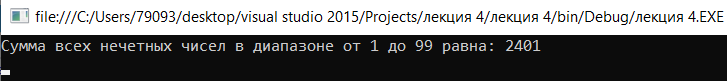 file:///C:/Users/79093/desktop/visual studio 2015/Projects/лекция 4/лекция 4/bin/Debug/лекция 4.EXE
Сумма всех нечетных чисел в диапазоне от 1 до 99 равна: 2401